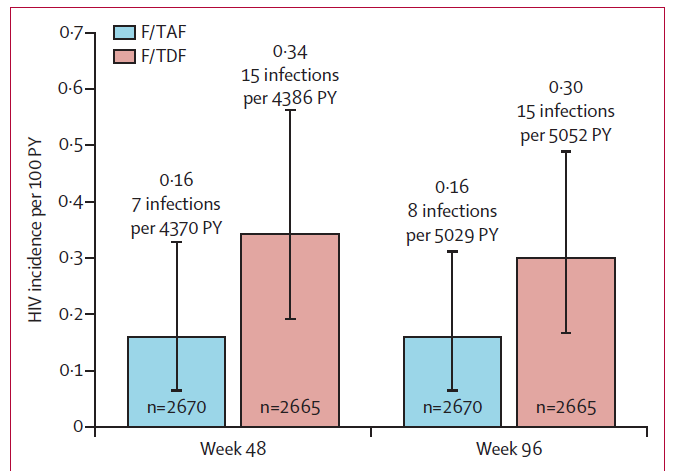 F/TAF
F/TDF
HIV incidence per 100 PY
0·7
0·6
0·5
0·4
0·3
0·2
0·1
0
0·16
7 infections
per 4370 PY
n=2670
0·34
15 infections
per 4386 PY
n=2665
0·16
8 infections
per 5029 PY
n=2670
0·30
15 infections
per 5052 PY
n=2665
Week 48
Week 96